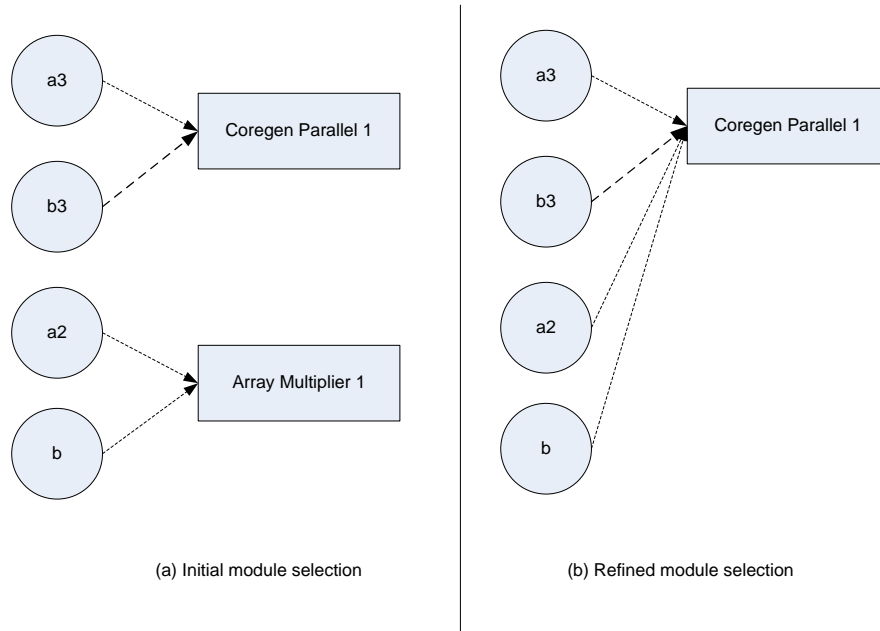 a3
Coregen Parallel 1
b3
a2
Array Multiplier 1
b
(a) Initial module selection
a3
Coregen Parallel 1
b3
a2
b
(b) Refined module selection